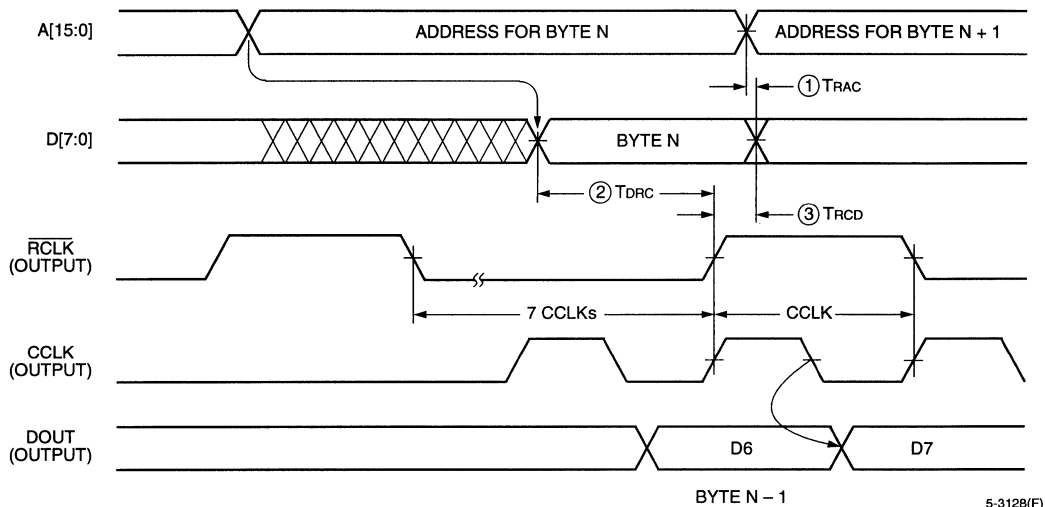 A[15:0]
ADDRESS FOR BYTE N
ADDRESS FOR BYTE N + 1
① TRAC
D[7:0]
BYTE N
② TDRC
③ TRCD
RCLK
(OUTPUT)
7 CCLKs
CCLK
CCLK
(OUTPUT)
DOUT
(OUTPUT)
D6
D7
BYTE N – 1
5-3128(F)